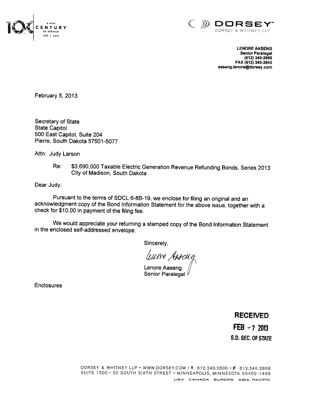 A NEW
CENTURY
OF SERVICE
DORSEY
DORSEY & WHITNEY LLP
LENORE AASENG
Senior Paralegal
(612) 340-2868
FAX (612) 340-2643
aaseng.lenore@dorsey.com
February 5, 2013
Secretary of State
State Capitol
500 East Capitol, Suite 204
Pierre, South Dakota 57501-5077
Attn: Judy Larson
Re: $3,690,000 Taxable Electric Generation Revenue Refunding Bonds, Series 2013
City of Madison, South Dakota
Dear Judy:
Pursuant to the terms of SDCL 6-8B-19, we enclose for filing an original and an
acknowledgment copy of the Bond Information Statement for the above issue, together with a
check for $10.00 in payment of the filing fee.
We would appreciate your returning a stamped copy of the Bond Information Statement
in the enclosed self-addressed envelope.
Sincerely,
Lenore Aaseng
Lenore Aaseng
Senior Paralegal
Enclosures
RECEIVED
FEB - 7 2013
S.D. SEC. OF STATE
DORSEY & WHITNEY LLP • WWW.DORSEY.COM • T 612.340.2600 • F 612.340.2868
SUITE 1500 • 50 SOUTH SIXTH STREET • MINNEAPOLIS, MINNESOTA 55402-1498
USA CANADA EUROPE ASIA PACIFIC